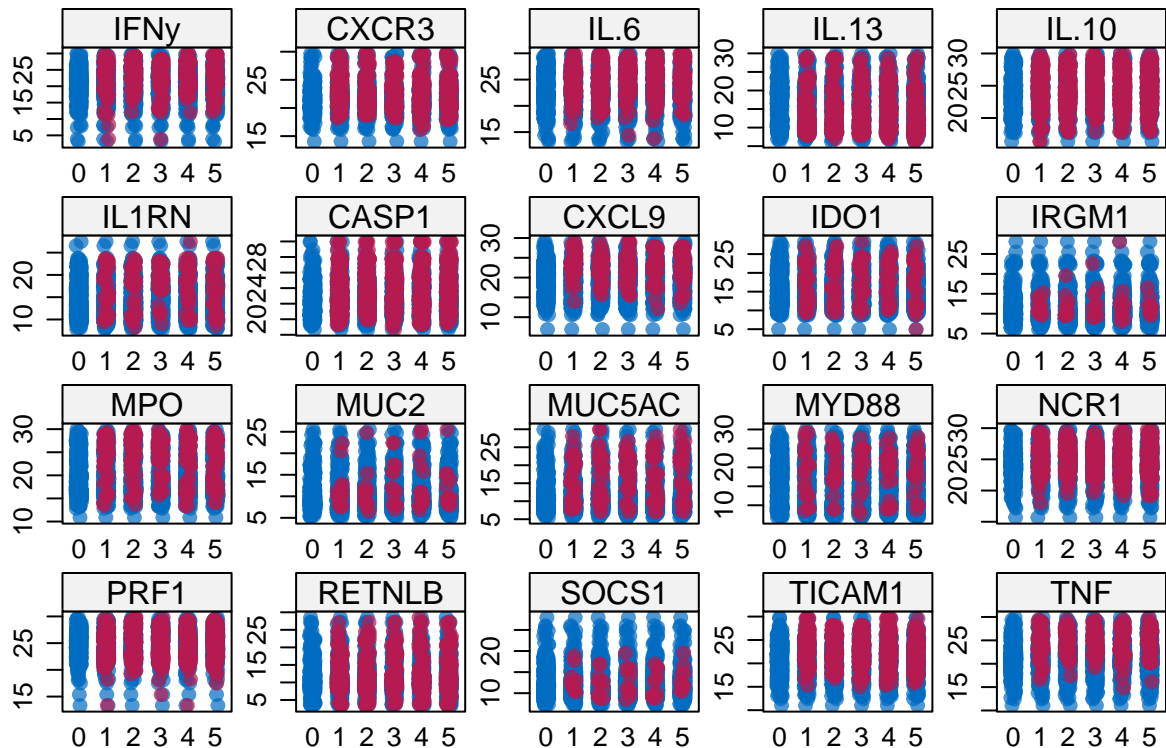 IFNy
5 15 25
0 1 2 3 4 5
CXCR3
15 25
0 1 2 3 4 5
IL.6
15 25
0 1 2 3 4 5
IL.13
10 20 30
0 1 2 3 4 5
IL.10
20 25 30
0 1 2 3 4 5
IL1RN
10 20
0 1 2 3 4 5
CASP1
20 24 28
0 1 2 3 4 5
CXCL9
10 20 30
0 1 2 3 4 5
IDO1
5 15 25
0 1 2 3 4 5
IRGM1
5 15 25
0 1 2 3 4 5
MPO
10 20 30
0 1 2 3 4 5
MUC2
5 15 25
0 1 2 3 4 5
MUC5AC
5 15 25
0 1 2 3 4 5
MYD88
10 20 30
0 1 2 3 4 5
NCR1
20 25 30
0 1 2 3 4 5
PRF1
15 25
0 1 2 3 4 5
RETNLB
5 15 25
0 1 2 3 4 5
SOCS1
10 20
0 1 2 3 4 5
TICAM1
15 25
0 1 2 3 4 5
TNF
15 25
0 1 2 3 4 5